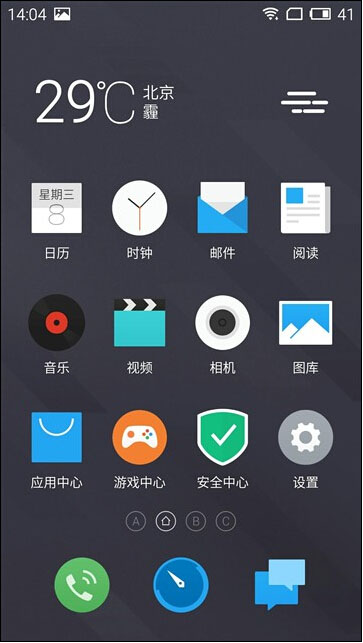 14:04 41
29℃ 北京
霾
星期三
8
日历 时钟 邮件 阅读
音乐 视频 相机 图库
应用中心 游戏中心 安全中心 设置
A B C